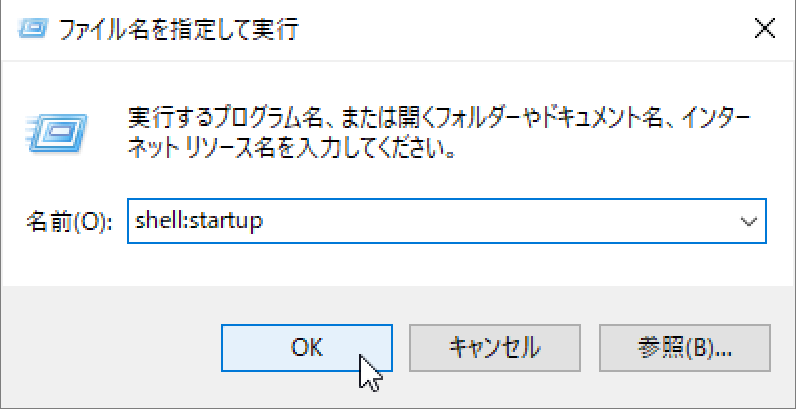 ファイル名を指定して実行
実行するプログラム名、または開くフォルダーやドキュメント名、インター
ネット リソース名を入力してください。
名前(O): shell:startup
OK キャンセル 参照(B)...